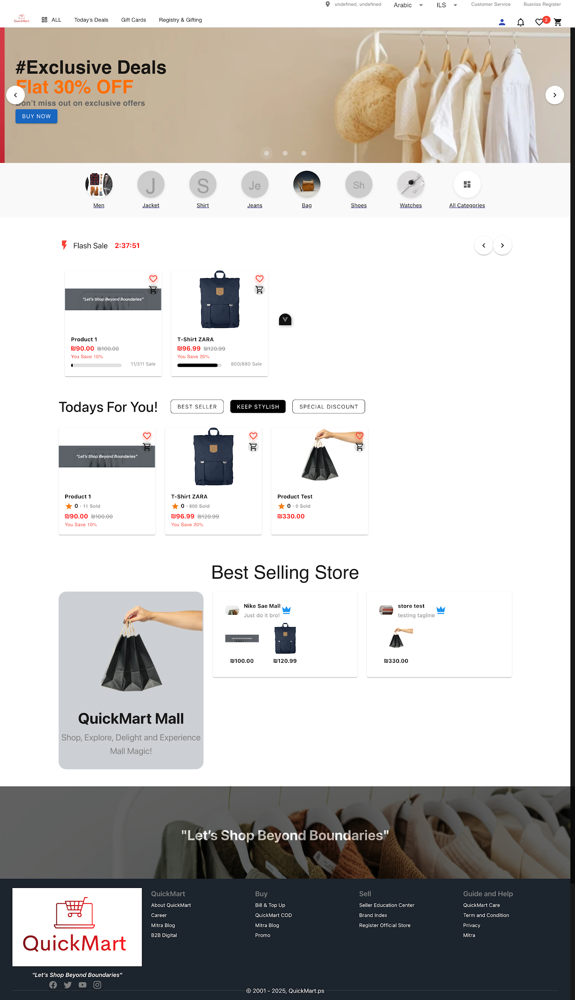 undefined, undefined
Arabic
ILS
Customer Service
Busniss Register
QuickMart
ALL
Today's Deals
Gift Cards
Registry & Gifting
2
#Exclusive Deals
Flat 30% OFF
Don't miss out on exclusive offers
BUY NOW
J
S
Je
Sh
Men
Jacket
Shirt
Jeans
Bag
Shoes
Watches
All Categories
Flash Sale 2:37:51
"Let's Shop Beyond Boundaries"
Product 1
₪90.00 ₪100.00
You Save 10%
11/311 Sale
T-Shirt ZARA
₪96.99 ₪120.99
You Save 20%
800/880 Sale
Todays For You!
BEST SELLER
KEEP STYLISH
SPECIAL DISCOUNT
"Let's Shop Beyond Boundaries"
Product 1
0 · 11 Sold
₪90.00 ₪100.00
You Save 10%
T-Shirt ZARA
0 · 800 Sold
₪96.99 ₪120.99
You Save 20%
Product Test
0 · 0 Sold
₪330.00
Best Selling Store
QuickMart Mall
Shop, Explore, Delight and Experience
Mall Magic!
Nike Sae Mall
Just do it bro!
"Let's Shop Beyond Boundaries"
₪100.00
₪120.99
store test
testing tagline
₪330.00
"Let's Shop Beyond Boundaries"
QuickMart
"Let's Shop Beyond Boundaries"
QuickMart
About QuickMart
Career
Mitra Blog
B2B Digital
Buy
Bill & Top Up
QuickMart COD
Mitra Blog
Promo
Sell
Seller Education Center
Brand Index
Register Official Store
Guide and Help
QuickMart Care
Term and Condition
Privacy
Mitra
© 2001 - 2025, QuickMart.ps